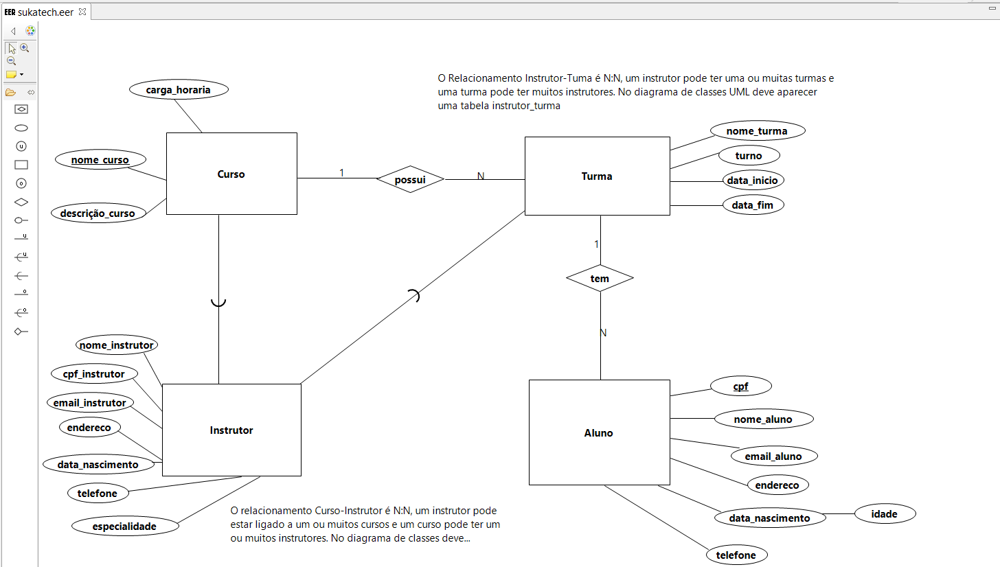 EER sukatech.eer
O Relacionamento Instrutor-Tuma é N:N, um instrutor pode ter uma ou muitas turmas e
uma turma pode ter muitos instrutores. No diagrama de classes UML deve aparecer
uma tabela instrutor_turma
carga_horaria
nome_curso
descrição_curso
Curso
1
possui
N
Turma
nome_turma
turno
data_inicio
data_fim
1
tem
N
nome_instrutor
cpf_instrutor
email_instrutor
endereco
data_nascimento
telefone
especialidade
Instrutor
Aluno
cpf
nome_aluno
email_aluno
endereco
data_nascimento
idade
telefone
O relacionamento Curso-Instrutor é N:N, um instrutor pode
estar ligado a um ou muitos cursos e um curso pode ter um
ou muitos instrutores. No diagrama de classes deve...
u
o
u
u
o
o